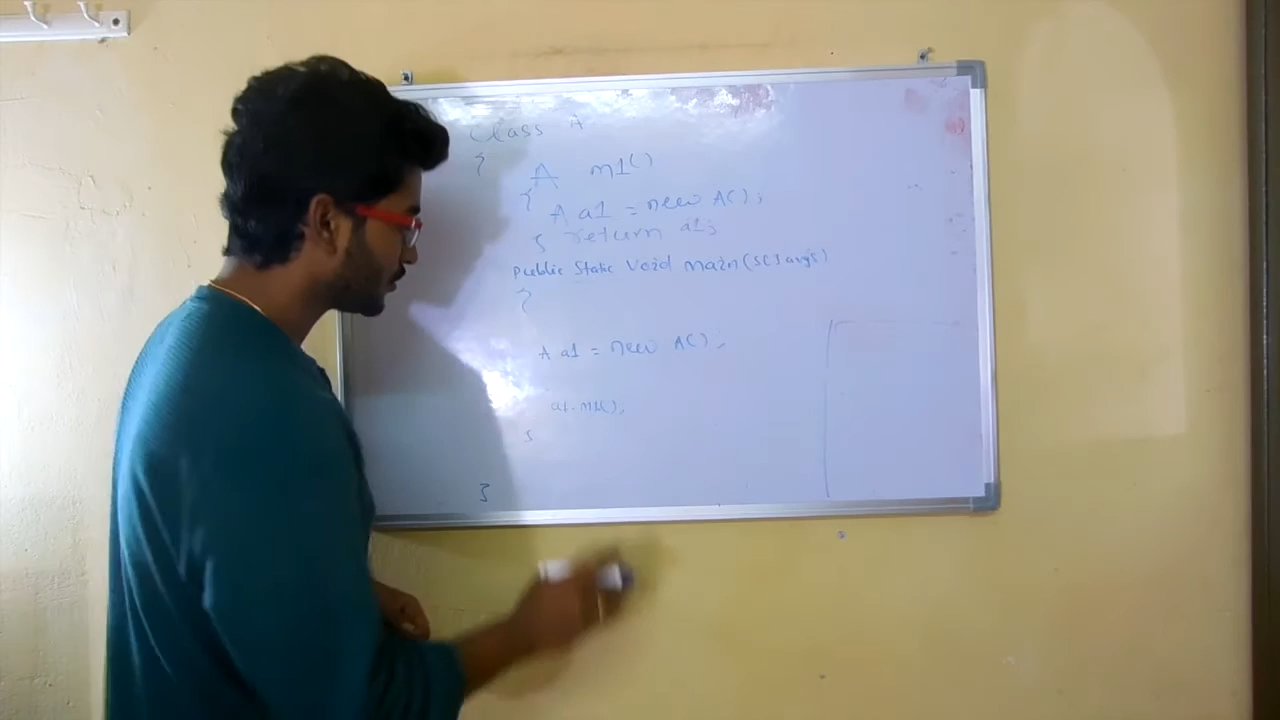 class A
{
A m1()
{
A a1 = new A();
} return a1;
public static void main(S[] args)
{
A a1 = new A();
a1.m1();
}
}